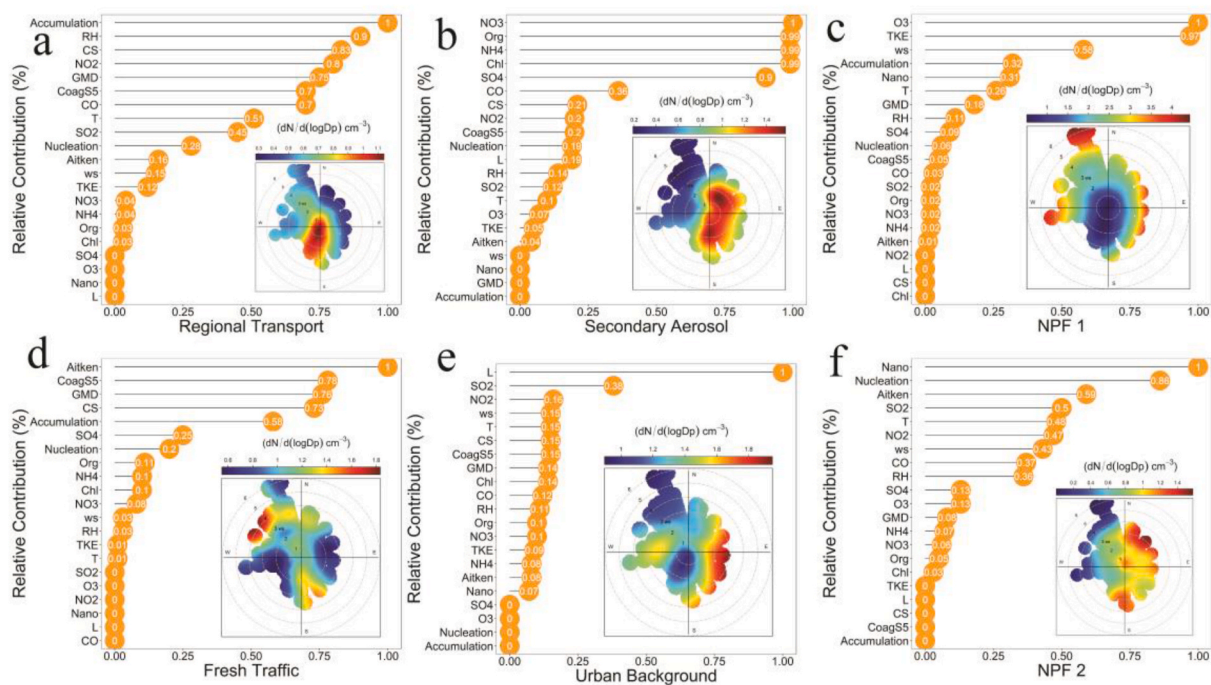 a
Accumulation 1
RH 0.9
CS 0.83
NO2 0.8
GMD 0.75
CoagS5 0.7
CO 0.7
T 0.51
SO2 0.45
Nucleation 0.28
Aitken 0.16
ws 0.15
TKE 0.12
NO3 0.04
NH4 0.04
Org 0.03
Chl 0.03
SO4 0
O3 0
Nano 0
L 0
Relative Contribution (%)
0.00 0.25 0.50 0.75 1.00
Regional Transport
(dN/d(logDp) cm⁻³)
b
NO3 1
Org 0.99
NH4 0.99
Chl 0.99
SO4 0.9
CO 0.36
CS 0.21
NO2 0.2
CoagS5 0.2
Nucleation 0.19
L 0.19
RH 0.14
SO2 0.12
T 0.1
O3 0.07
TKE 0.05
Aitken 0.04
ws 0
Nano 0
GMD 0
Accumulation 0
Relative Contribution (%)
0.00 0.25 0.50 0.75 1.00
Secondary Aerosol
(dN/d(logDp) cm⁻³)
c
O3 1
TKE 0.97
ws 0.58
Accumulation 0.32
Nano 0.31
T 0.26
GMD 0.18
RH 0.11
SO4 0.09
Nucleation 0.06
CoagS5 0.05
CO 0.03
SO2 0.02
Org 0.02
NO3 0.02
NH4 0.02
Aitken 0.01
NO2 0
L 0
CS 0
Chl 0
Relative Contribution (%)
0.00 0.25 0.50 0.75 1.00
NPF 1
(dN/d(logDp) cm⁻³)
d
Aitken 1
CoagS5 0.78
GMD 0.76
CS 0.73
Accumulation 0.58
SO4 0.25
Nucleation 0.2
Org 0.11
NH4 0.1
Chl 0.1
NO3 0.08
ws 0.03
RH 0.03
TKE 0.01
T 0.01
SO2 0
O3 0
NO2 0
Nano 0
L 0
CO 0
Relative Contribution (%)
0.00 0.25 0.50 0.75 1.00
Fresh Traffic
(dN/d(logDp) cm⁻³)
e
L 1
SO2 0.38
NO2 0.16
ws 0.15
T 0.15
CS 0.15
CoagS5 0.15
GMD 0.14
Chl 0.14
CO 0.12
RH 0.11
Org 0.1
NO3 0.1
TKE 0.09
NH4 0.08
Aitken 0.08
Nano 0.07
SO4 0
O3 0
Nucleation 0
Accumulation 0
Relative Contribution (%)
0.00 0.25 0.50 0.75 1.00
Urban Background
(dN/d(logDp) cm⁻³)
f
Nano 1
Nucleation 0.86
Aitken 0.59
SO2 0.5
T 0.48
NO2 0.47
ws 0.43
CO 0.37
RH 0.36
SO4 0.13
O3 0.13
GMD 0.08
NH4 0.07
NO3 0.06
Org 0.05
Chl 0.03
TKE 0
L 0
CS 0
CoagS5 0
Accumulation 0
Relative Contribution (%)
0.00 0.25 0.50 0.75 1.00
NPF 2
(dN/d(logDp) cm⁻³)